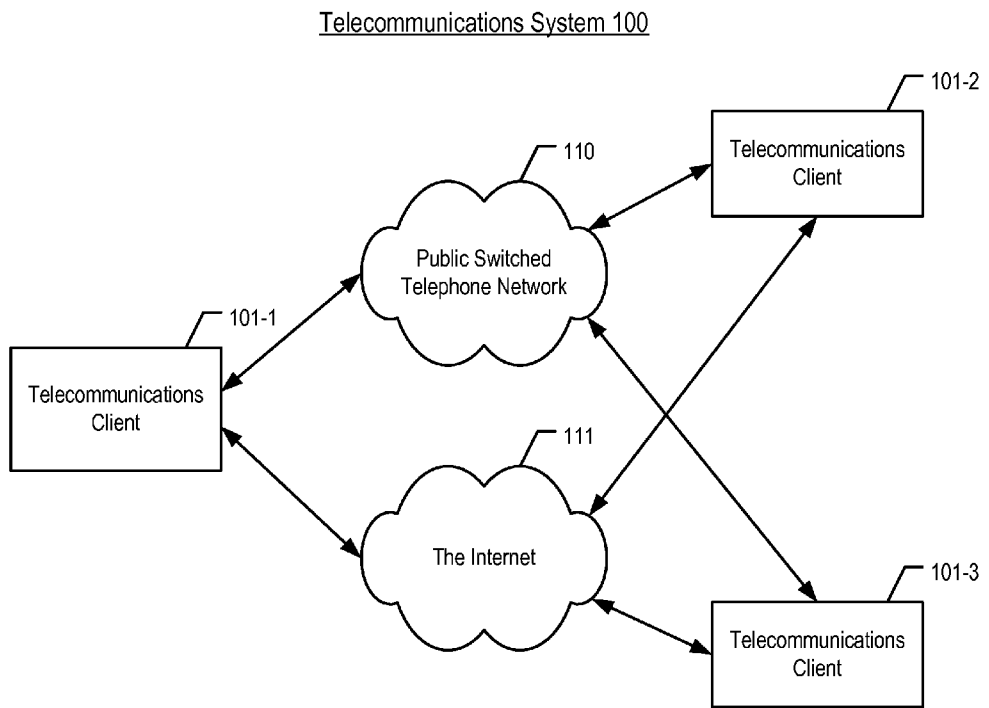 Telecommunications System 100
101-2
Telecommunications
Client
110
Public Switched
Telephone Network
101-1
Telecommunications
Client
111
The Internet
101-3
Telecommunications
Client